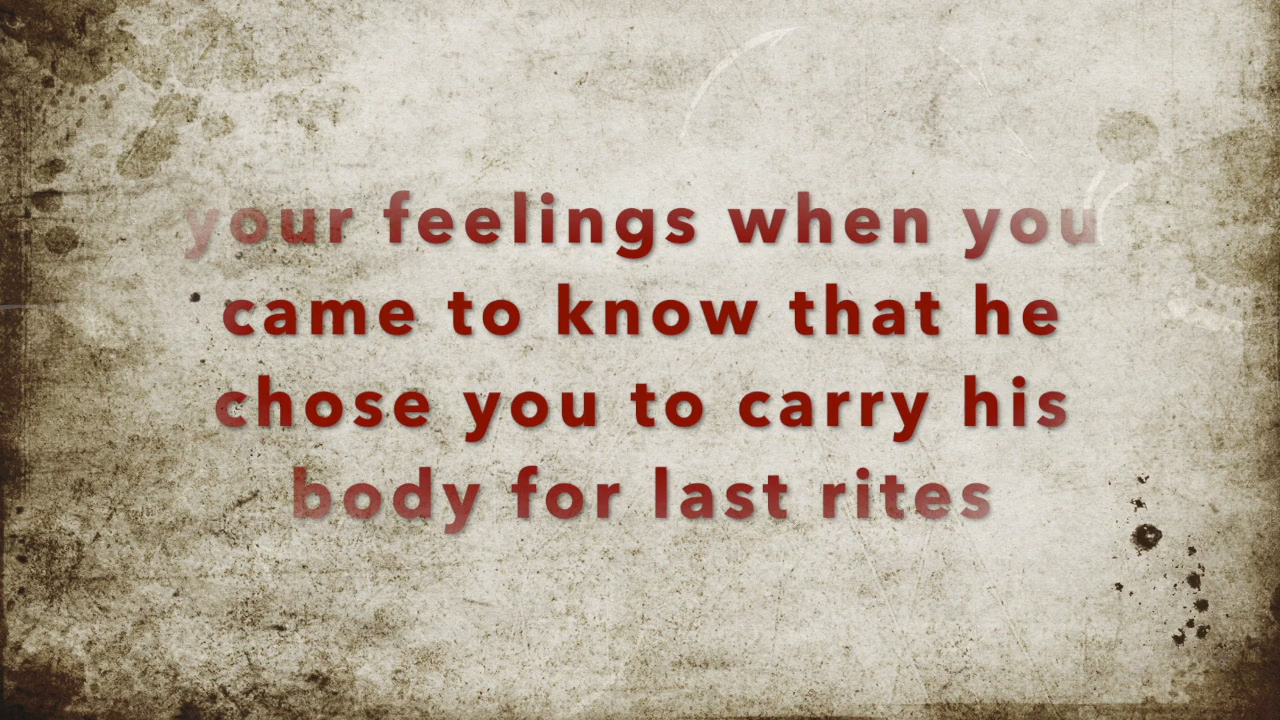 your feelings when you
came to know that he
chose you to carry his
body for last rites